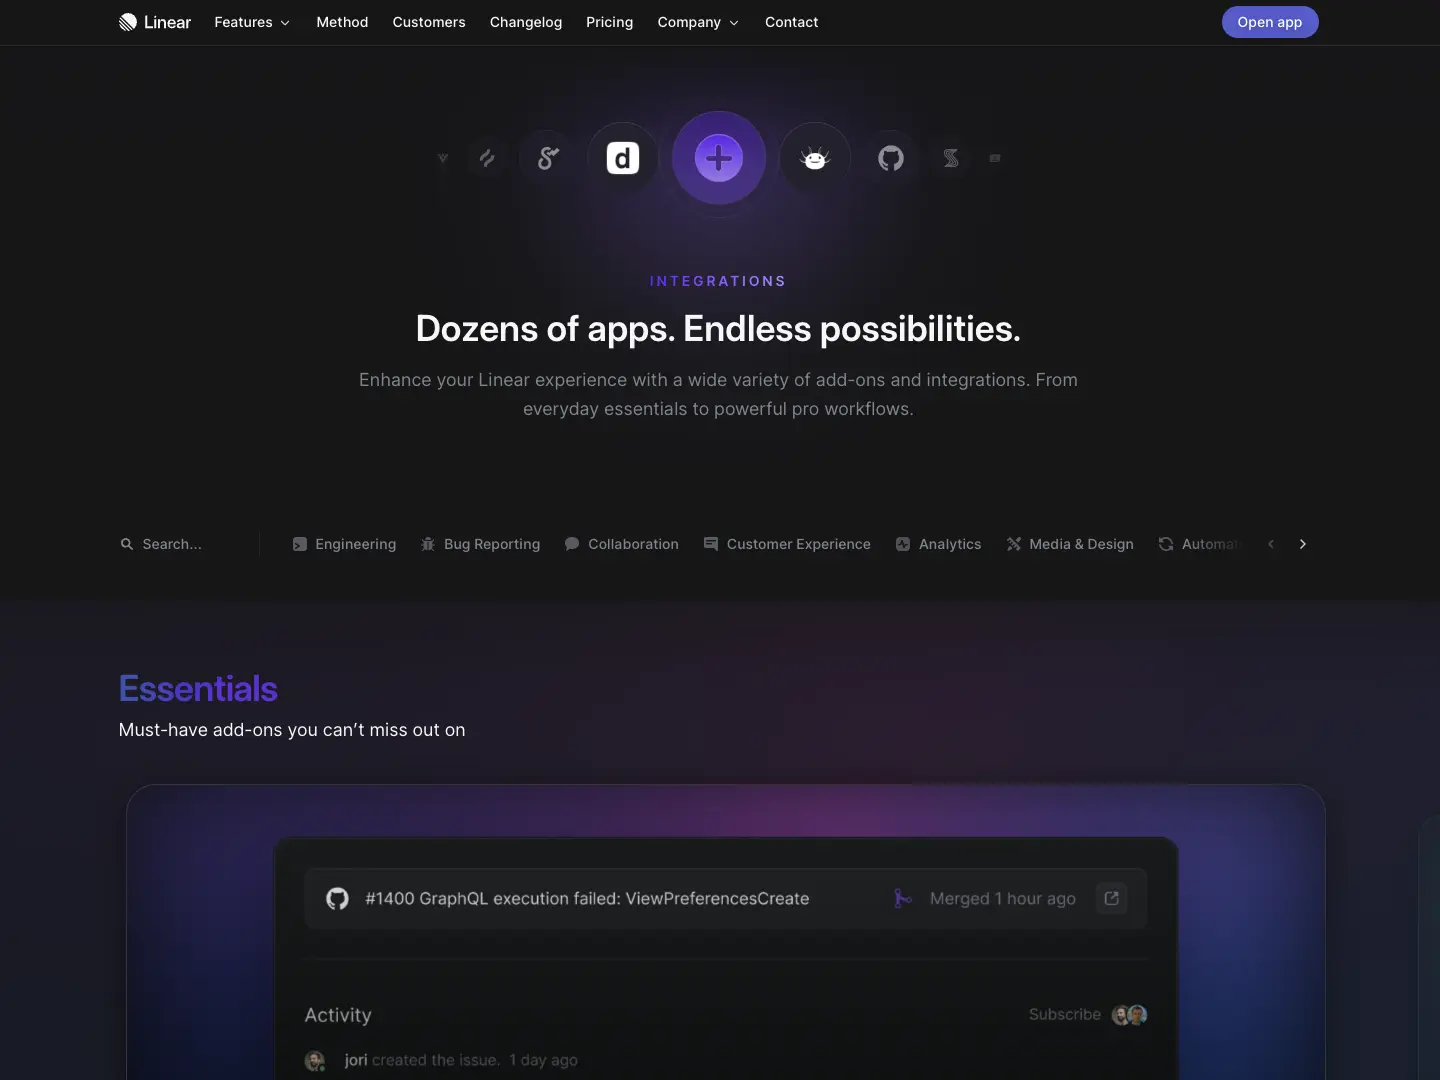 Linear
Features
Method
Customers
Changelog
Pricing
Company
Contact
Open app
d
INTEGRATIONS
Dozens of apps. Endless possibilities.
Enhance your Linear experience with a wide variety of add-ons and integrations. From
everyday essentials to powerful pro workflows.
Search...
Engineering
Bug Reporting
Collaboration
Customer Experience
Analytics
Media & Design
Automat
Essentials
Must-have add-ons you can’t miss out on
#1400 GraphQL execution failed: ViewPreferencesCreate
Merged 1 hour ago
Activity
Subscribe
jori created the issue. 1 day ago